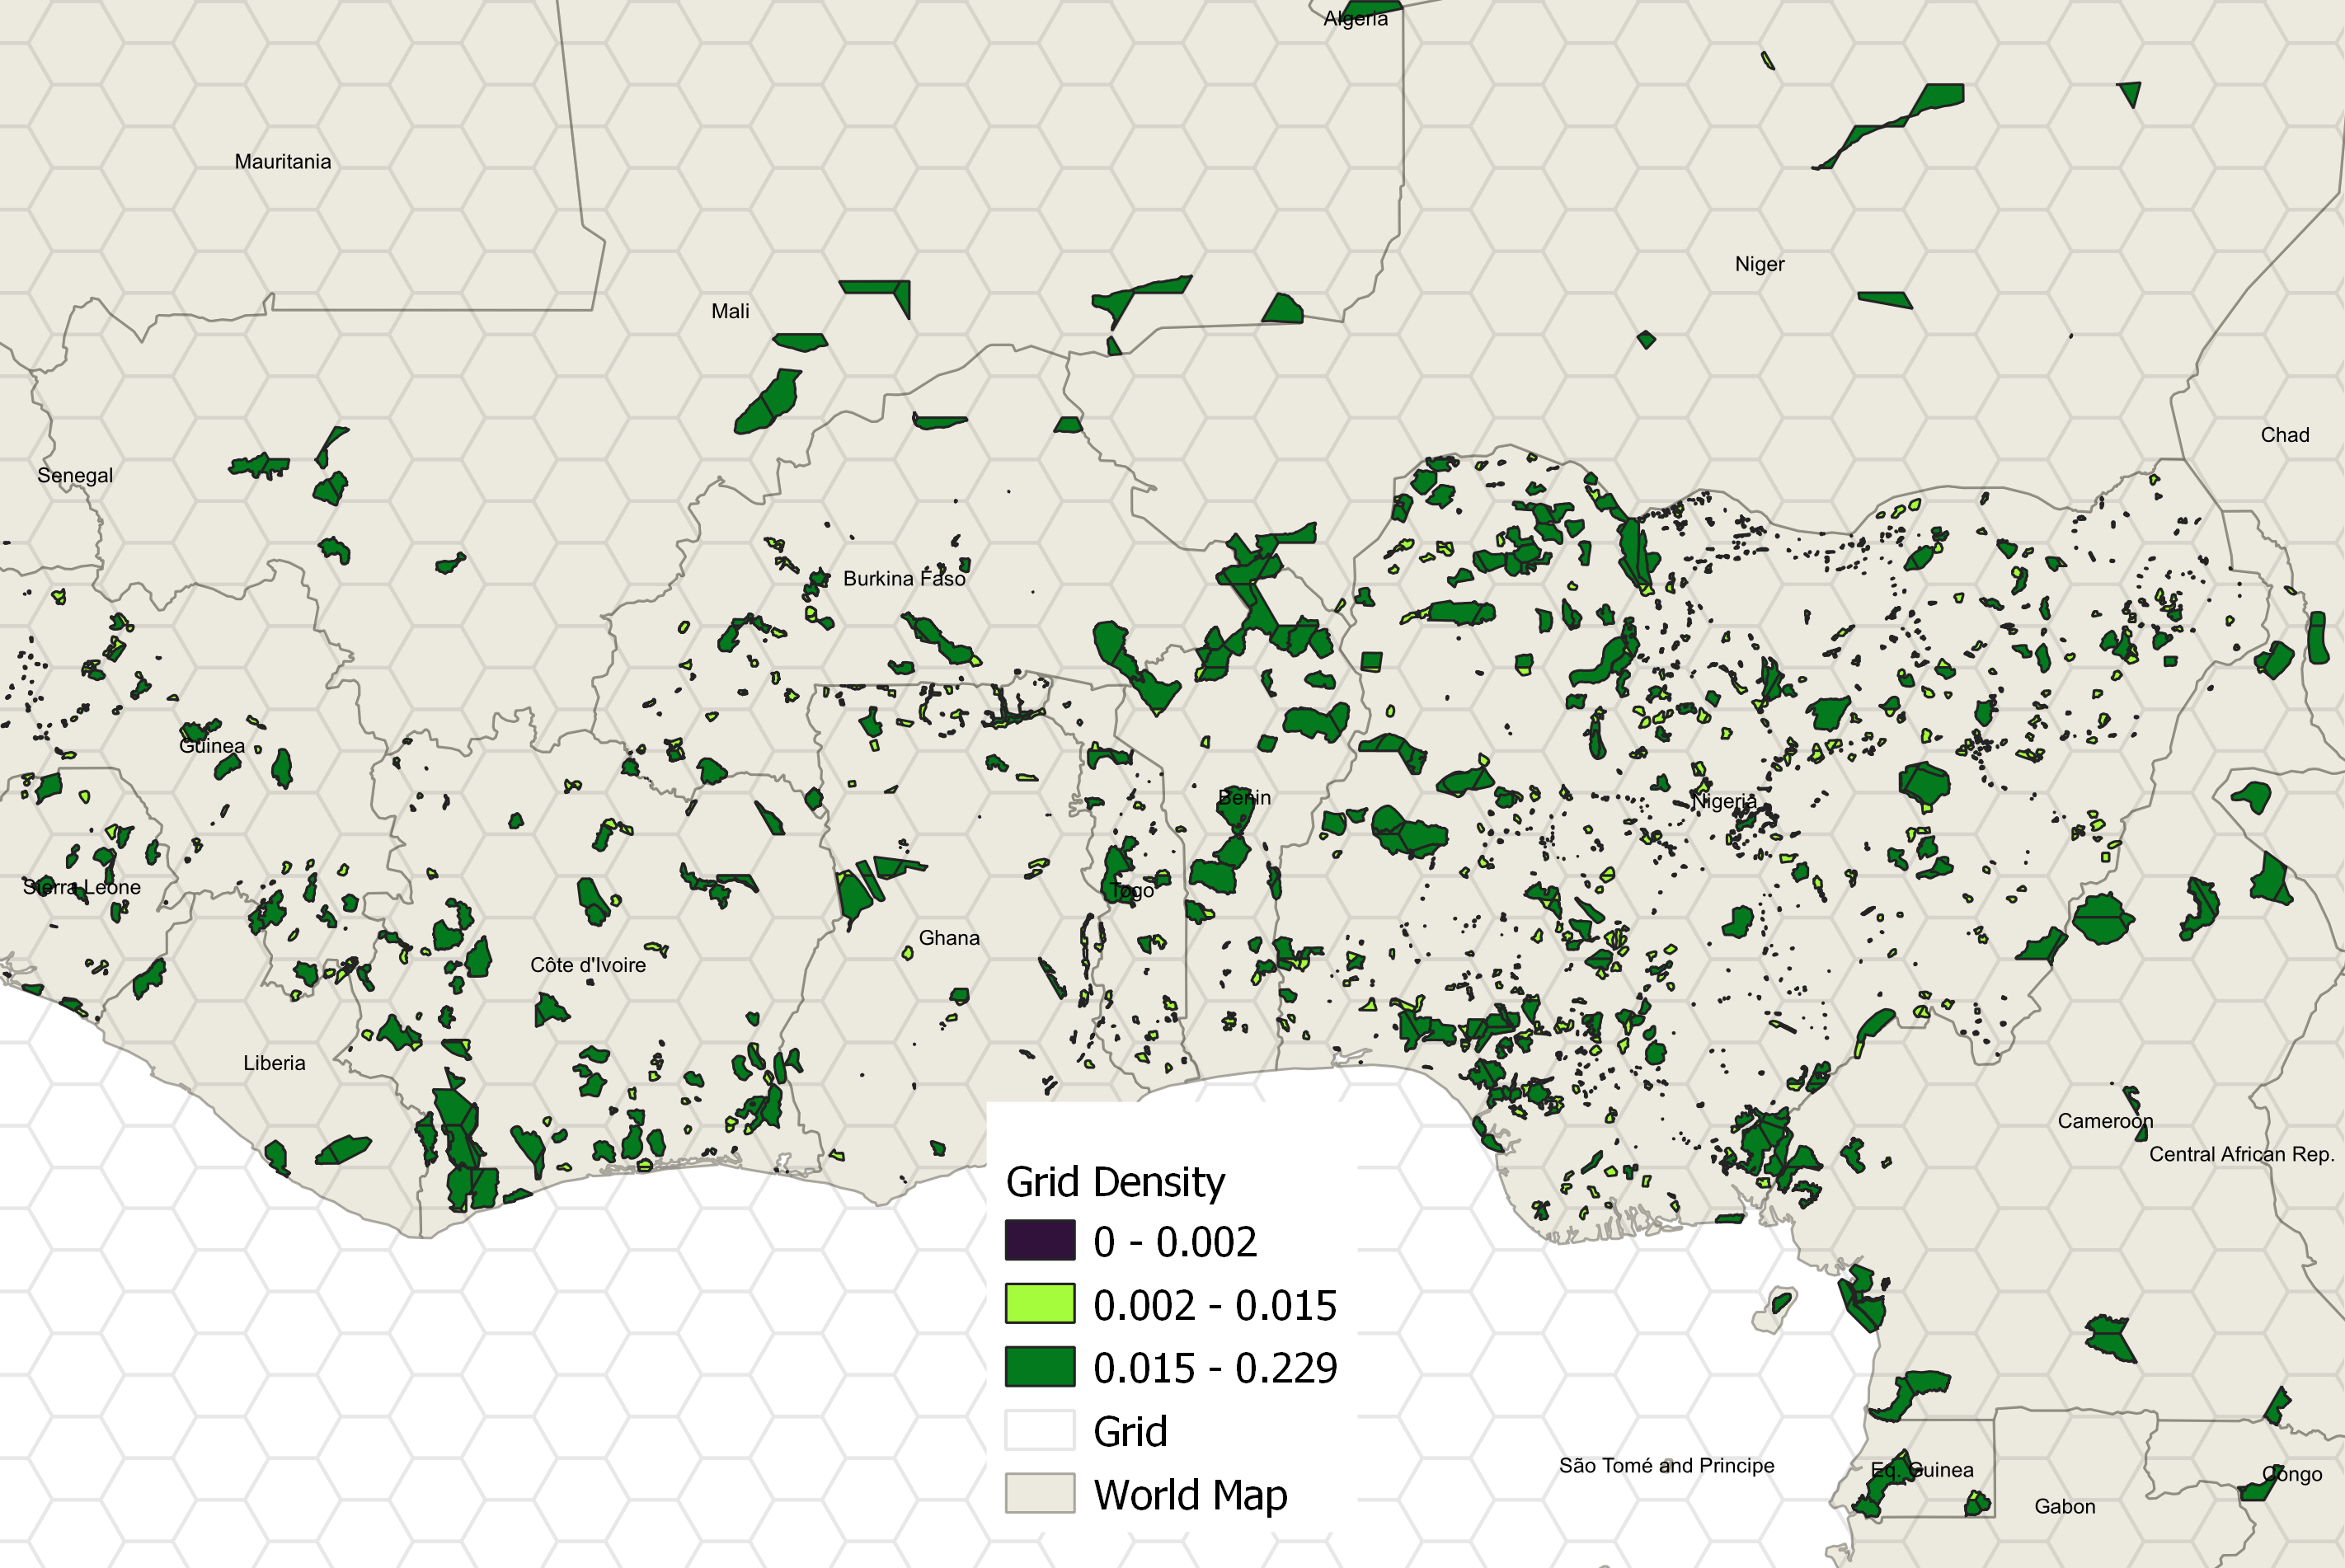 Algeria
Mauritania
Niger
Mali
Chad
Senegal
Burkina Faso
Guinea
Benin
Nigeria
Sierra Leone
Togo
Ghana
Côte d'Ivoire
Liberia
Cameroon
Central African Rep.
Grid Density
0 - 0.002
0.002 - 0.015
0.015 - 0.229
Grid
World Map
São Tomé and Principe
Eq. Guinea
Congo
Gabon